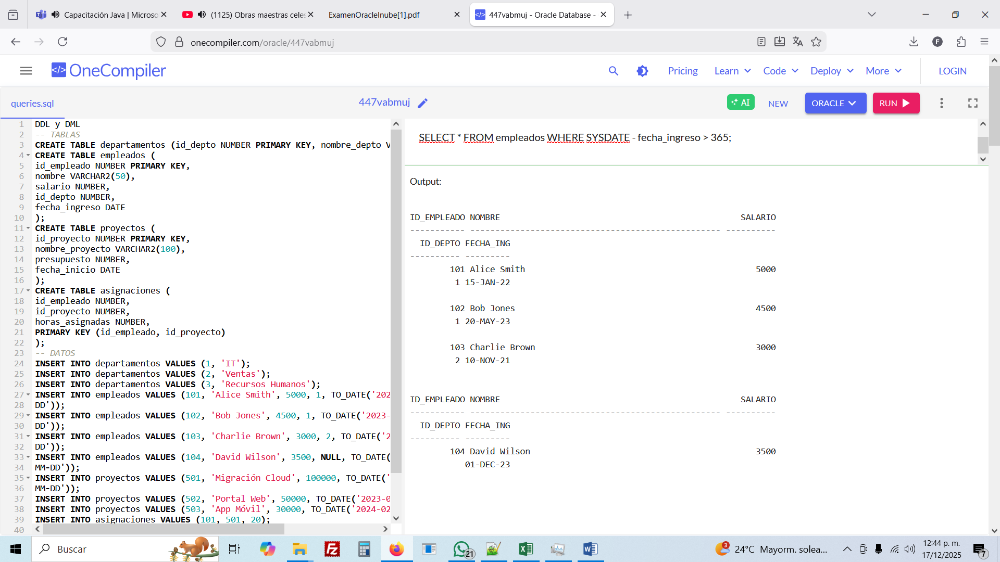 Capacitación Java | Microso
(1125) Obras maestras celes
ExamenOracleInube[1].pdf
447vabmuj - Oracle Database -
onecompiler.com/oracle/447vabmuj
F
</> OneCompiler
Pricing
Learn
Code
Deploy
More
LOGIN
queries.sql
447vabmuj
AI
NEW
ORACLE
RUN
1 DDL y DML
2 -- TABLAS
3 CREATE TABLE departamentos (id_depto NUMBER PRIMARY KEY, nombre_depto V
4 CREATE TABLE empleados (
5 id_empleado NUMBER PRIMARY KEY,
6 nombre VARCHAR2(50),
7 salario NUMBER,
8 id_depto NUMBER,
9 fecha_ingreso DATE
10 );
11 CREATE TABLE proyectos (
12 id_proyecto NUMBER PRIMARY KEY,
13 nombre_proyecto VARCHAR2(100),
14 presupuesto NUMBER,
15 fecha_inicio DATE
16 );
17 CREATE TABLE asignaciones (
18 id_empleado NUMBER,
19 id_proyecto NUMBER,
20 horas_asignadas NUMBER,
21 PRIMARY KEY (id_empleado, id_proyecto)
22 );
23 -- DATOS
24 INSERT INTO departamentos VALUES (1, 'IT');
25 INSERT INTO departamentos VALUES (2, 'Ventas');
26 INSERT INTO departamentos VALUES (3, 'Recursos Humanos');
27 INSERT INTO empleados VALUES (101, 'Alice Smith', 5000, 1, TO_DATE('202
28 DD'));
29 INSERT INTO empleados VALUES (102, 'Bob Jones', 4500, 1, TO_DATE('2023-
30 DD'));
31 INSERT INTO empleados VALUES (103, 'Charlie Brown', 3000, 2, TO_DATE('2
32 DD'));
33 INSERT INTO empleados VALUES (104, 'David Wilson', 3500, NULL, TO_DATE(
34 MM-DD'));
35 INSERT INTO proyectos VALUES (501, 'Migración Cloud', 100000, TO_DATE('
36 MM-DD'));
37 INSERT INTO proyectos VALUES (502, 'Portal Web', 50000, TO_DATE('2023-0
38 INSERT INTO proyectos VALUES (503, 'App Móvil', 30000, TO_DATE('2024-02
39 INSERT INTO asignaciones VALUES (101, 501, 20);
40
SELECT * FROM empleados WHERE SYSDATE - fecha_ingreso > 365;
Output:
ID_EMPLEADO NOMBRE SALARIO
----------- -------------------------------------------------- ----------
ID_DEPTO FECHA_ING
---------- ---------
101 Alice Smith 5000
1 15-JAN-22
102 Bob Jones 4500
1 20-MAY-23
103 Charlie Brown 3000
2 10-NOV-21
ID_EMPLEADO NOMBRE SALARIO
----------- -------------------------------------------------- ----------
ID_DEPTO FECHA_ING
---------- ---------
104 David Wilson 3500
01-DEC-23
Buscar
21
3
24°C Mayorm. solea...
12:44 p. m.
17/12/2025
7